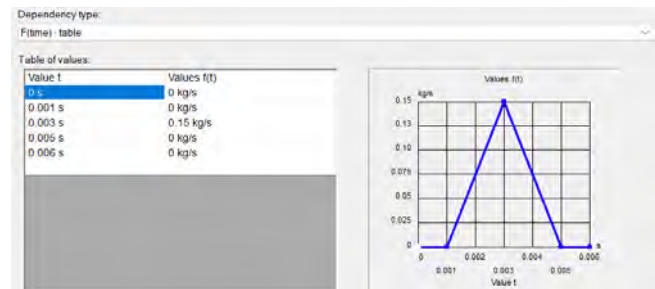 Dependency type:
F(time) - table
Table of values:
Value t Values f(t)
0 s 0 kg/s
0.001 s 0 kg/s
0.003 s 0.15 kg/s
0.005 s 0 kg/s
0.006 s 0 kg/s
Values f(t)
kg/s
0.15
0.13
0.10
0.075
0.05
0.025
0
s
0 0.002 0.004 0.006
0.001 0.003 0.005
Value t